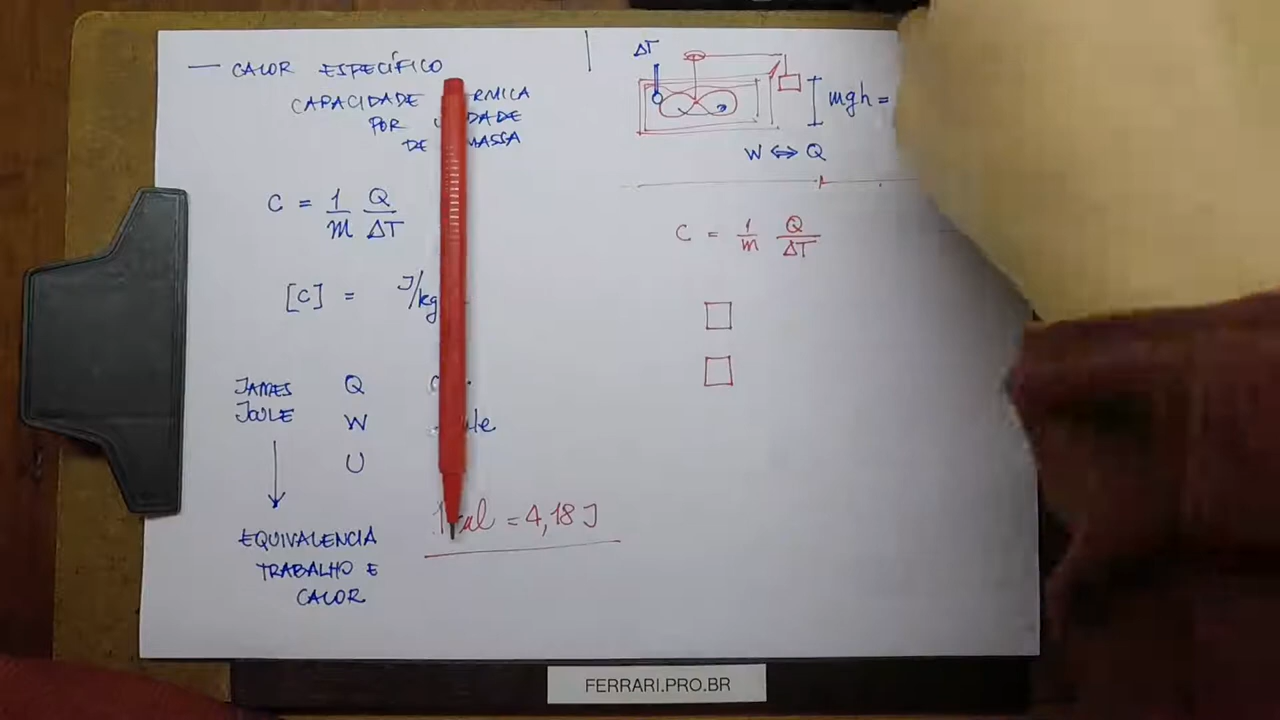 — CALOR ESPECÍFICO
CAPACIDADE RMICA
POR DADE
DE MASSA
C = 1/m Q/ΔT
[C] = J/kg
JAMES Q
JOULE W
U
EQUIVALENCIA
TRABALHO E
CALOR
= 4,18 J
ΔT
mgh =
W ⇔ Q
C = 1/m Q/ΔT
FERRARI.PRO.BR